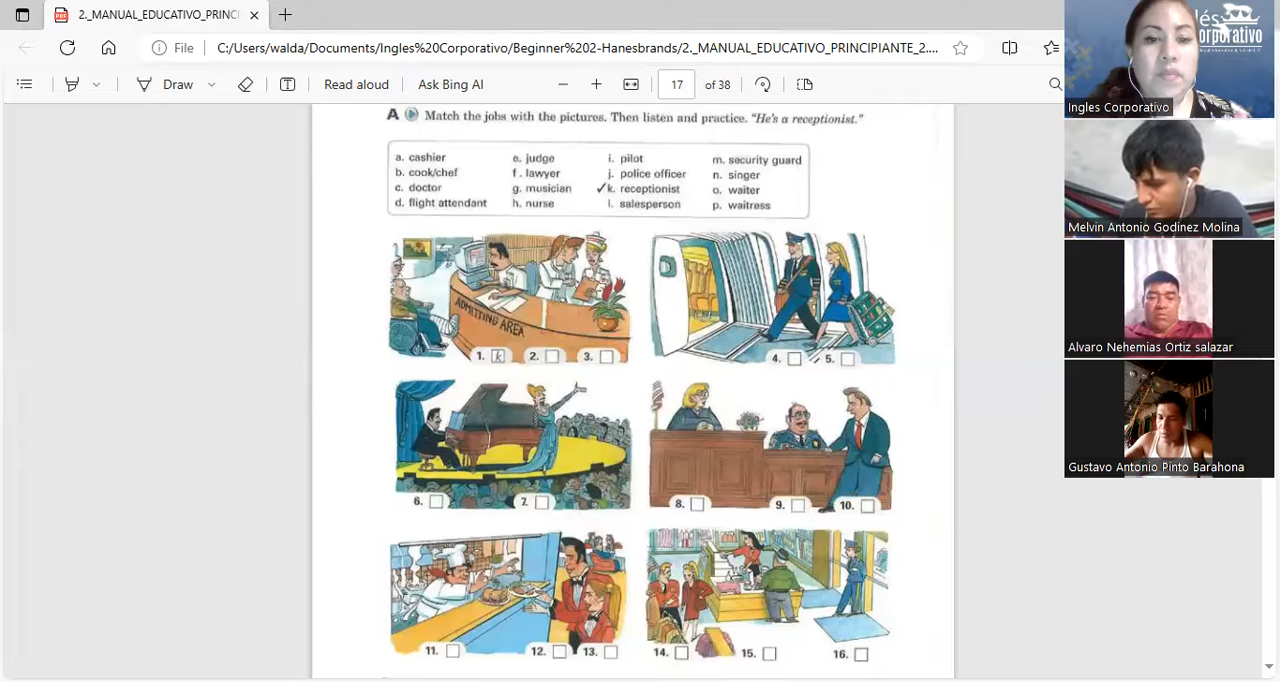 2._MANUAL_EDUCATIVO_PRINCI
File
C:/Users/walda/Documents/Ingles%20Corporativo/Beginner%202-Hanesbrands/2._MANUAL_EDUCATIVO_PRINCIPIANTE_2....
Draw
Read aloud
Ask Bing AI
17
of 38
A Match the jobs with the pictures. Then listen and practice. "He's a receptionist."
a. cashier
b. cook/chef
c. doctor
d. flight attendant
e. judge
f. lawyer
g. musician
h. nurse
i. pilot
j. police officer
✓k. receptionist
l. salesperson
m. security guard
n. singer
o. waiter
p. waitress
ADMITTING AREA
1. k 2. 3.
4. 5.
6. 7.
8. 9. 10.
11. 12. 13.
14. 15. 16.
Ingles Corporativo
Melvin Antonio Godinez Molina
Alvaro Nehemias Ortiz salazar
Gustavo Antonio Pinto Barahona